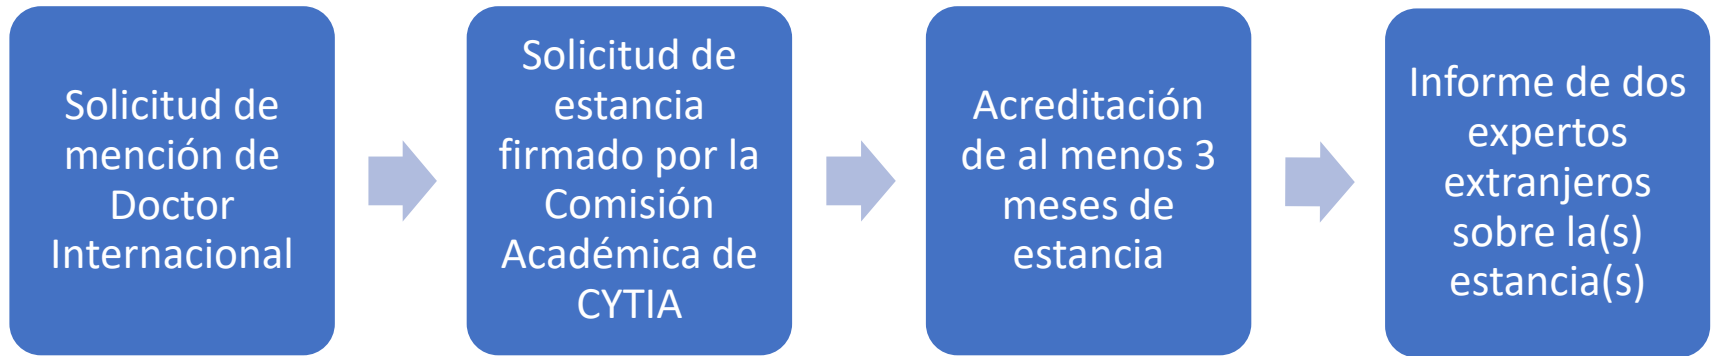 Solicitud de
mención de
Doctor
Internacional
Solicitud de
estancia
firmado por la
Comisión
Académica de
CYTIA
Acreditación
de al menos 3
meses de
estancia
Informe de dos
expertos
extranjeros
sobre la(s)
estancia(s)